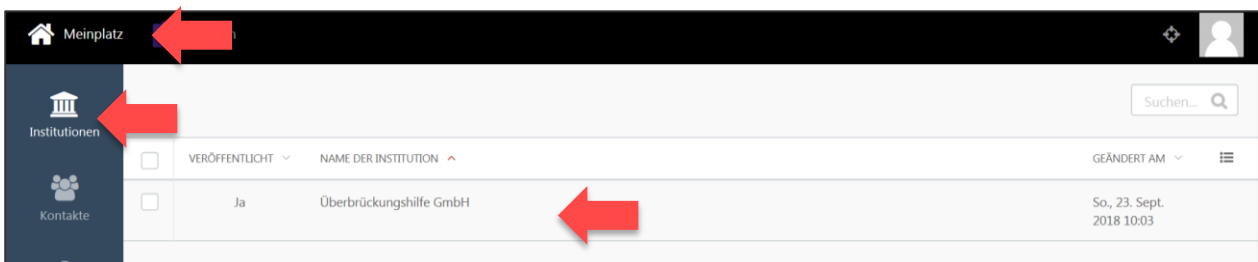 Meinplatz
Suchen...
Institutionen
VERÖFFENTLICHT NAME DER INSTITUTION GEÄNDERT AM
Ja Überbrückungshilfe GmbH So., 23. Sept.
2018 10:03
Kontakte